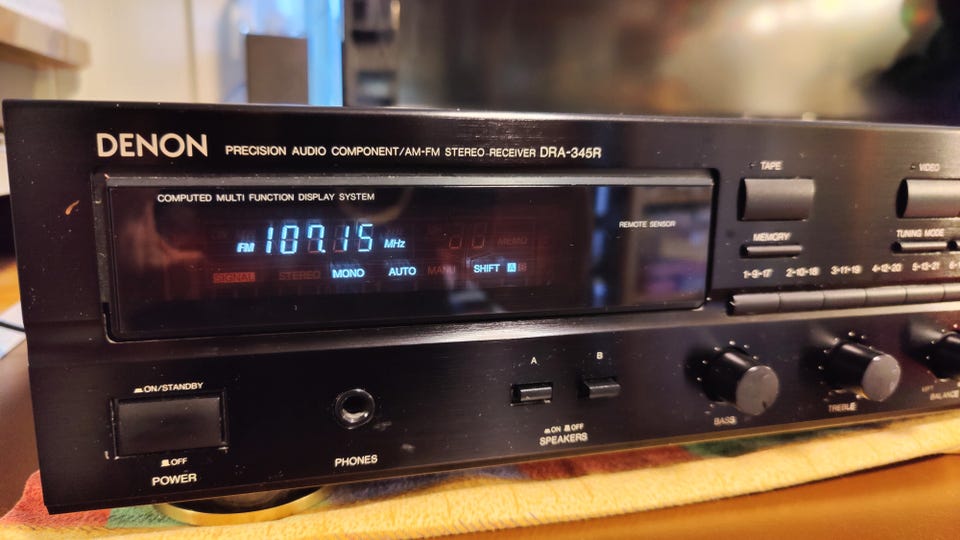 DENON PRECISION AUDIO COMPONENT/AM-FM STEREO RECEIVER DRA-345R
COMPUTED MULTI FUNCTION DISPLAY SYSTEM
REMOTE SENSOR
FM 107.15 MHz MEMO
SIGNAL STEREO MONO AUTO MANU SHIFT A B
TAPE VIDEO
MEMORY TUNING MODE
1•9•17 2•10•18 3•11•19 4•12•20 5•13•21
ON/STANDBY
OFF
POWER
PHONES
A B
ON OFF
SPEAKERS
BASS TREBLE BALANCE